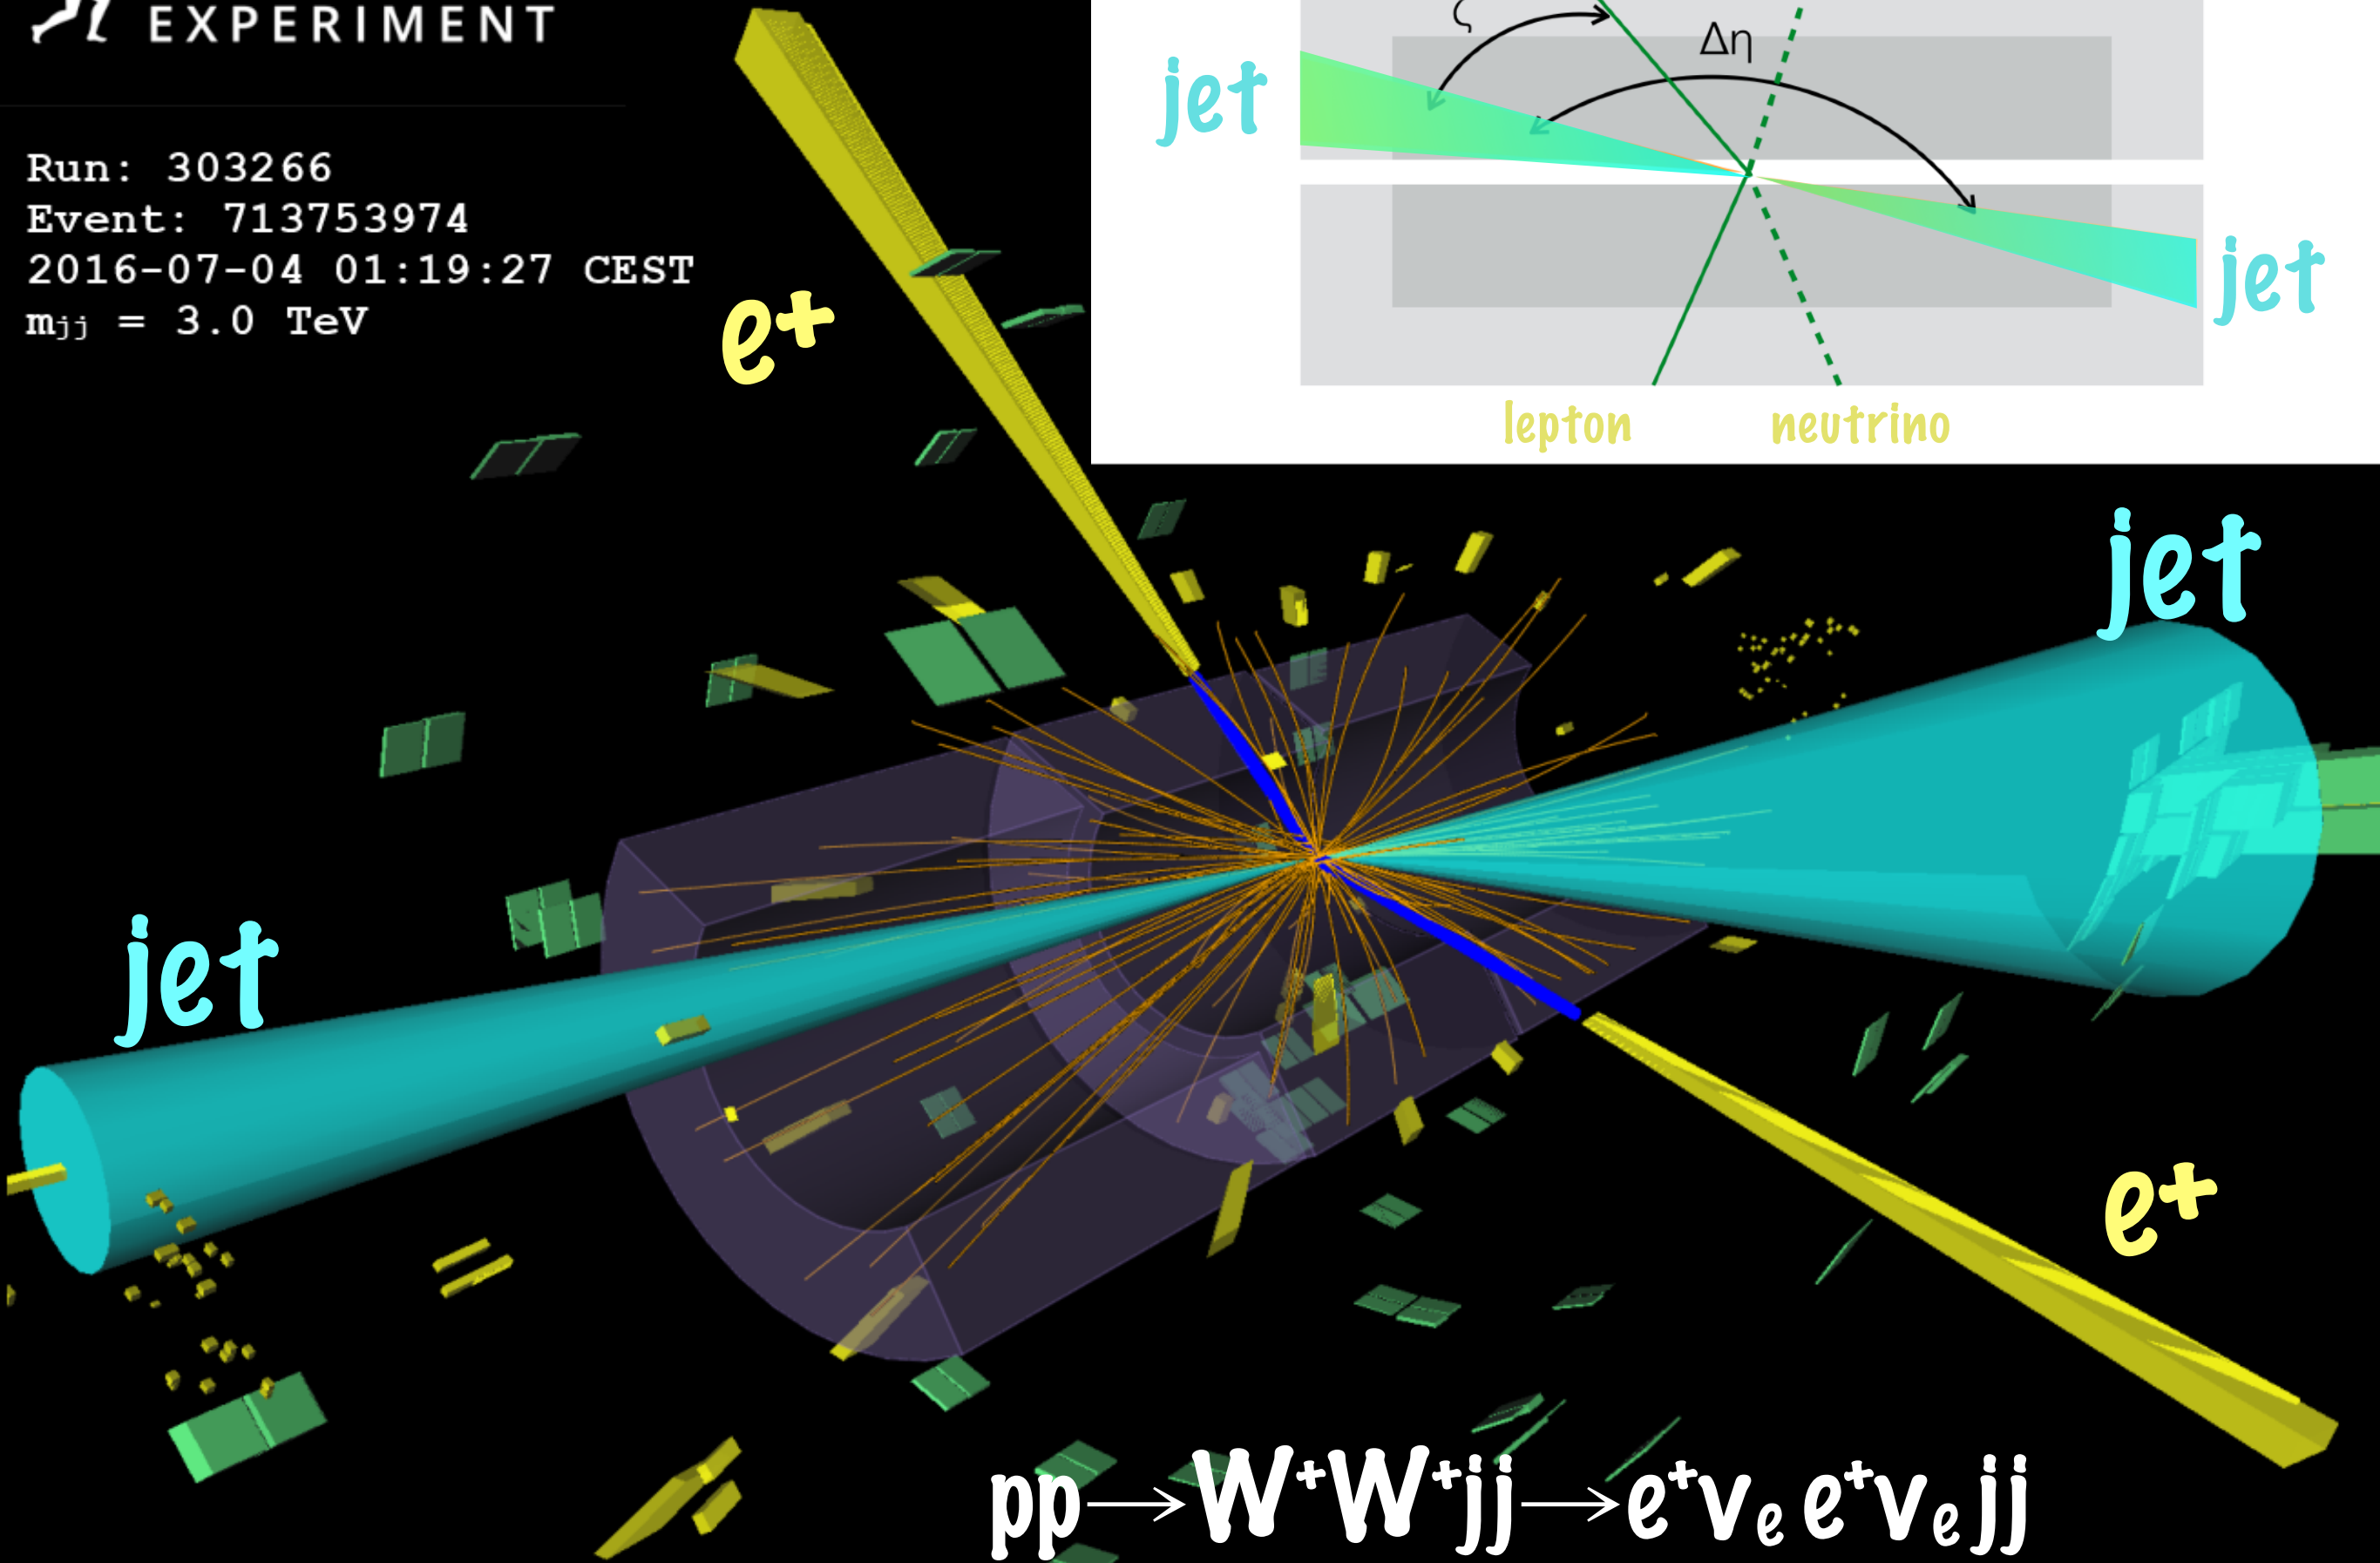 EXPERIMENT
Run: 303266
Event: 713753974
2016-07-04 01:19:27 CEST
mjj = 3.0 TeV
ζ
Δη
jet
jet
lepton
neutrino
e+
jet
jet
e+
pp→W⁺W⁺jj→e⁺νₑ e⁺νₑ jj